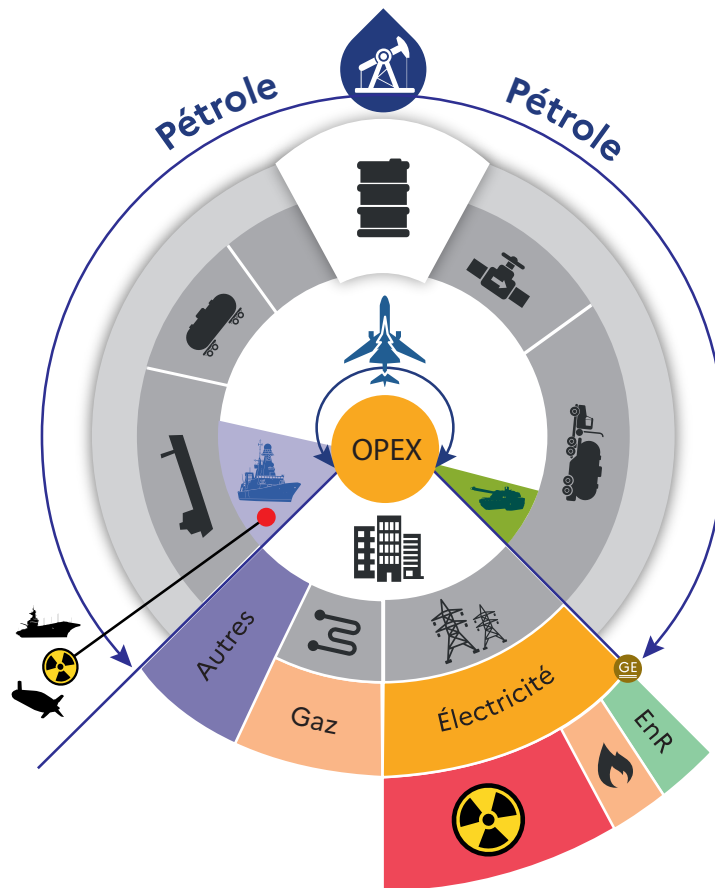 Pétrole
Pétrole
OPEX
Autres
Gaz
Électricité
GE
EnR